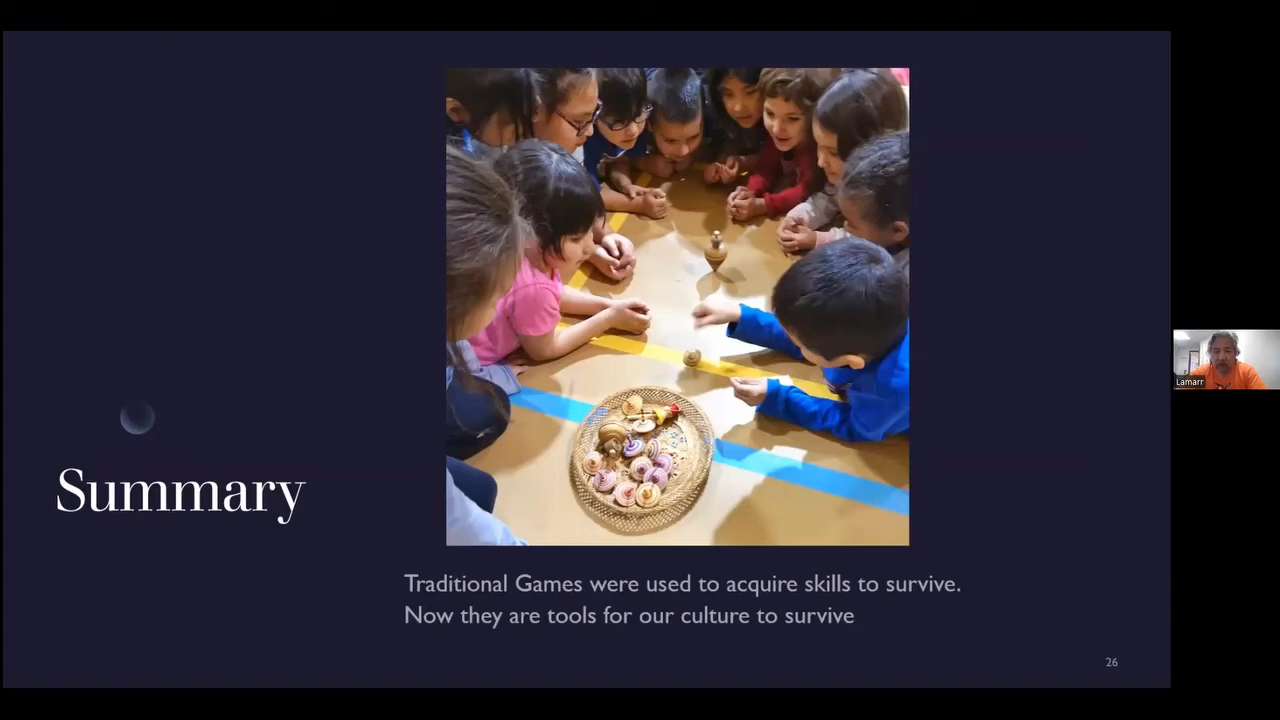 Summary
Traditional Games were used to acquire skills to survive.
Now they are tools for our culture to survive
26
Lamarr